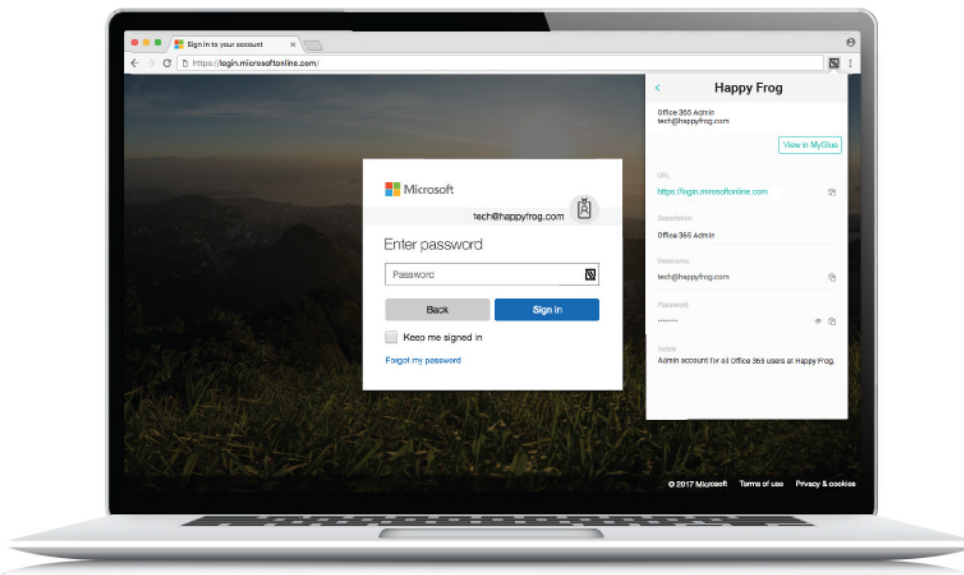 Sign in to your account
https://login.microsoftonline.com/
Microsoft
tech@happyfrog.com
Enter password
Password
Back
Sign in
Keep me signed in
Forgot my password
Happy Frog
Office 365 Admin
tech@happyfrog.com
View in MyGlue
URL
https://login.mirosoftonline.com
Description
Office 365 Admin
Username
tech@happyfrog.com
Password
········
Notes
Admin account for all Office 365 users at Happy Frog.
© 2017 Microsoft Terms of use Privacy & cookies